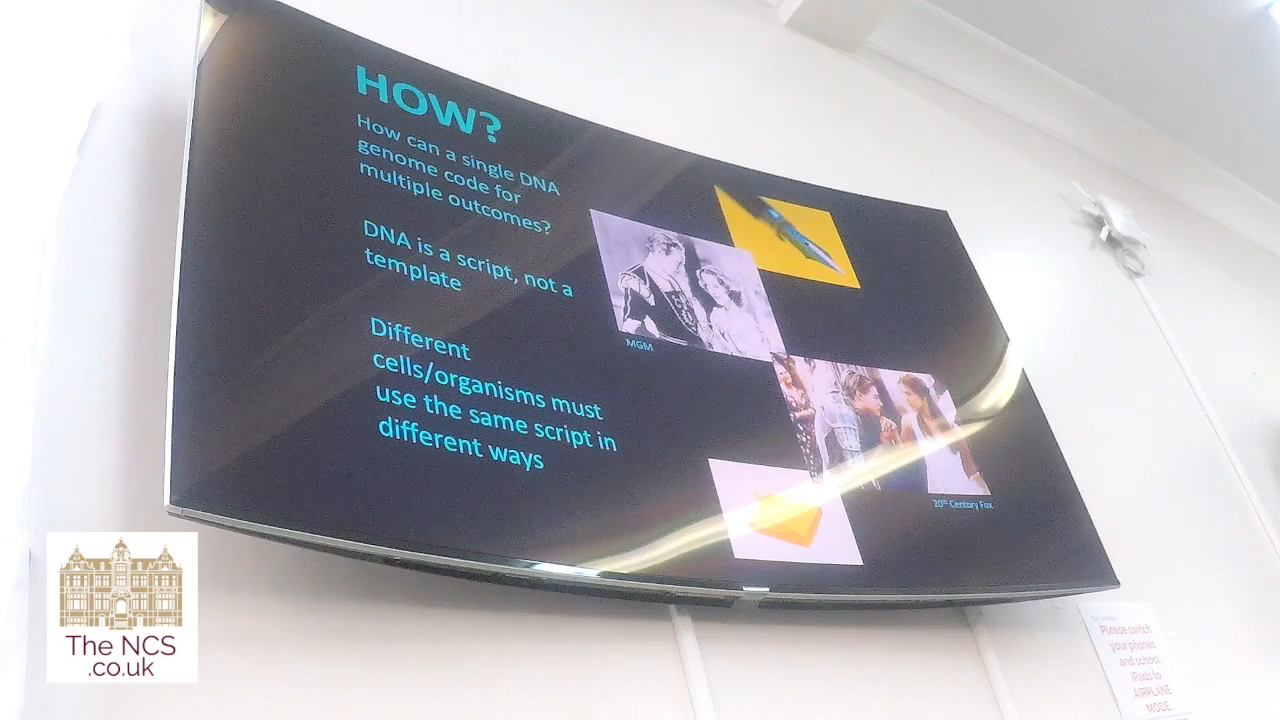 HOW?
How can a single DNA
genome code for
multiple outcomes?
DNA is a script, not a
template
Different
cells/organisms must
use the same script in
different ways
MGM
20th Century Fox
The NCS
.co.uk
Please switch
your phones
and school
iPads to
AIRPLANE
MODE